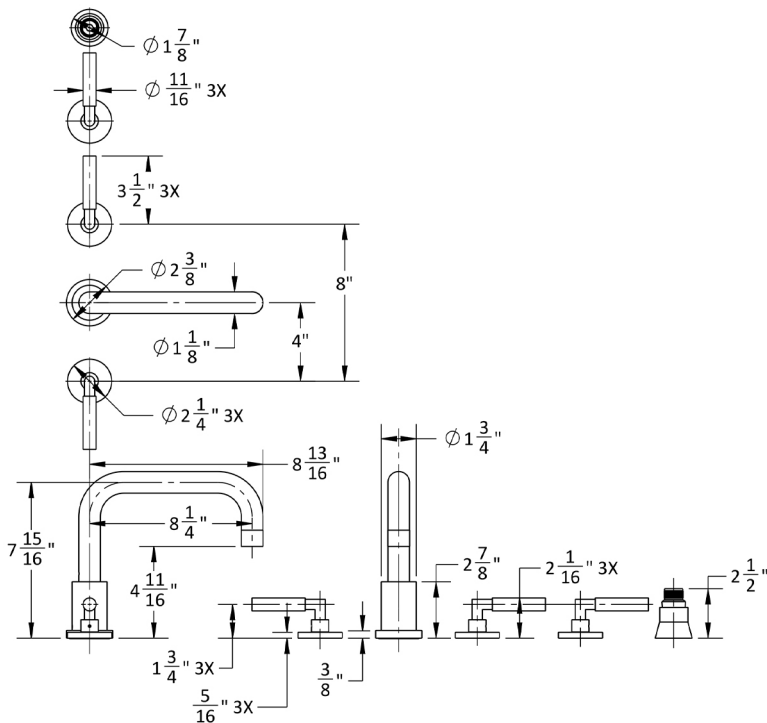 ∅ 1 7/8"
∅ 11/16" 3X
3 1/2" 3X
∅ 2 3/8"
8"
4"
∅ 1 1/8"
∅ 2 1/4" 3X
8 13/16"
∅ 1 3/4"
8 1/4"
7 15/16"
4 11/16"
2 7/8"
2 1/16" 3X
2 1/2"
1 3/4" 3X
3/8"
5/16" 3X